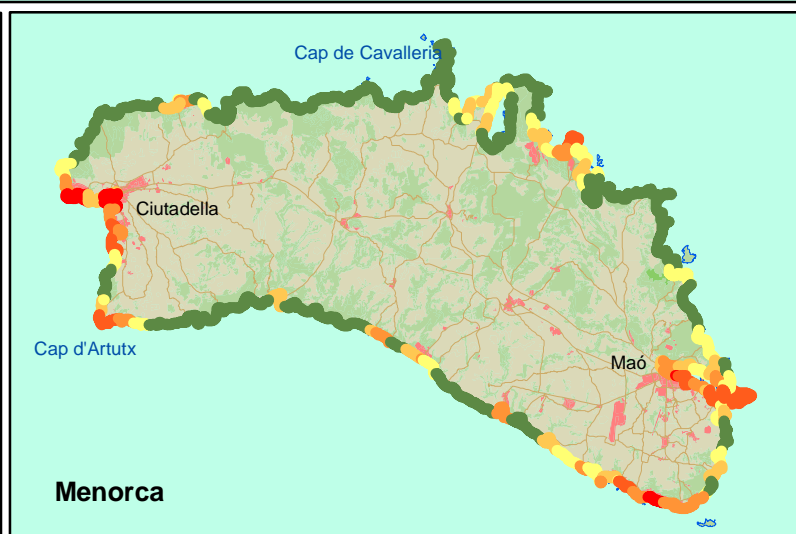 Cap de Cavalleria
Ciutadella
Cap d'Artutx
Maó
Menorca